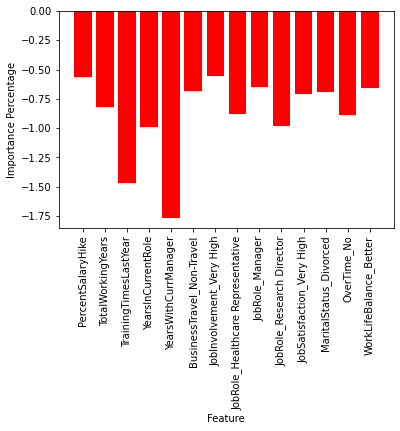 0.00
−0.25
−0.50
−0.75
−1.00
−1.25
−1.50
−1.75
Importance Percentage
PercentSalaryHike
TotalWorkingYears
TrainingTimesLastYear
YearsInCurrentRole
YearsWithCurrManager
BusinessTravel_Non-Travel
JobInvolvement_Very High
JobRole_Healthcare Representative
JobRole_Manager
JobRole_Research Director
JobSatisfaction_Very High
MaritalStatus_Divorced
OverTime_No
WorkLifeBalance_Better
Feature